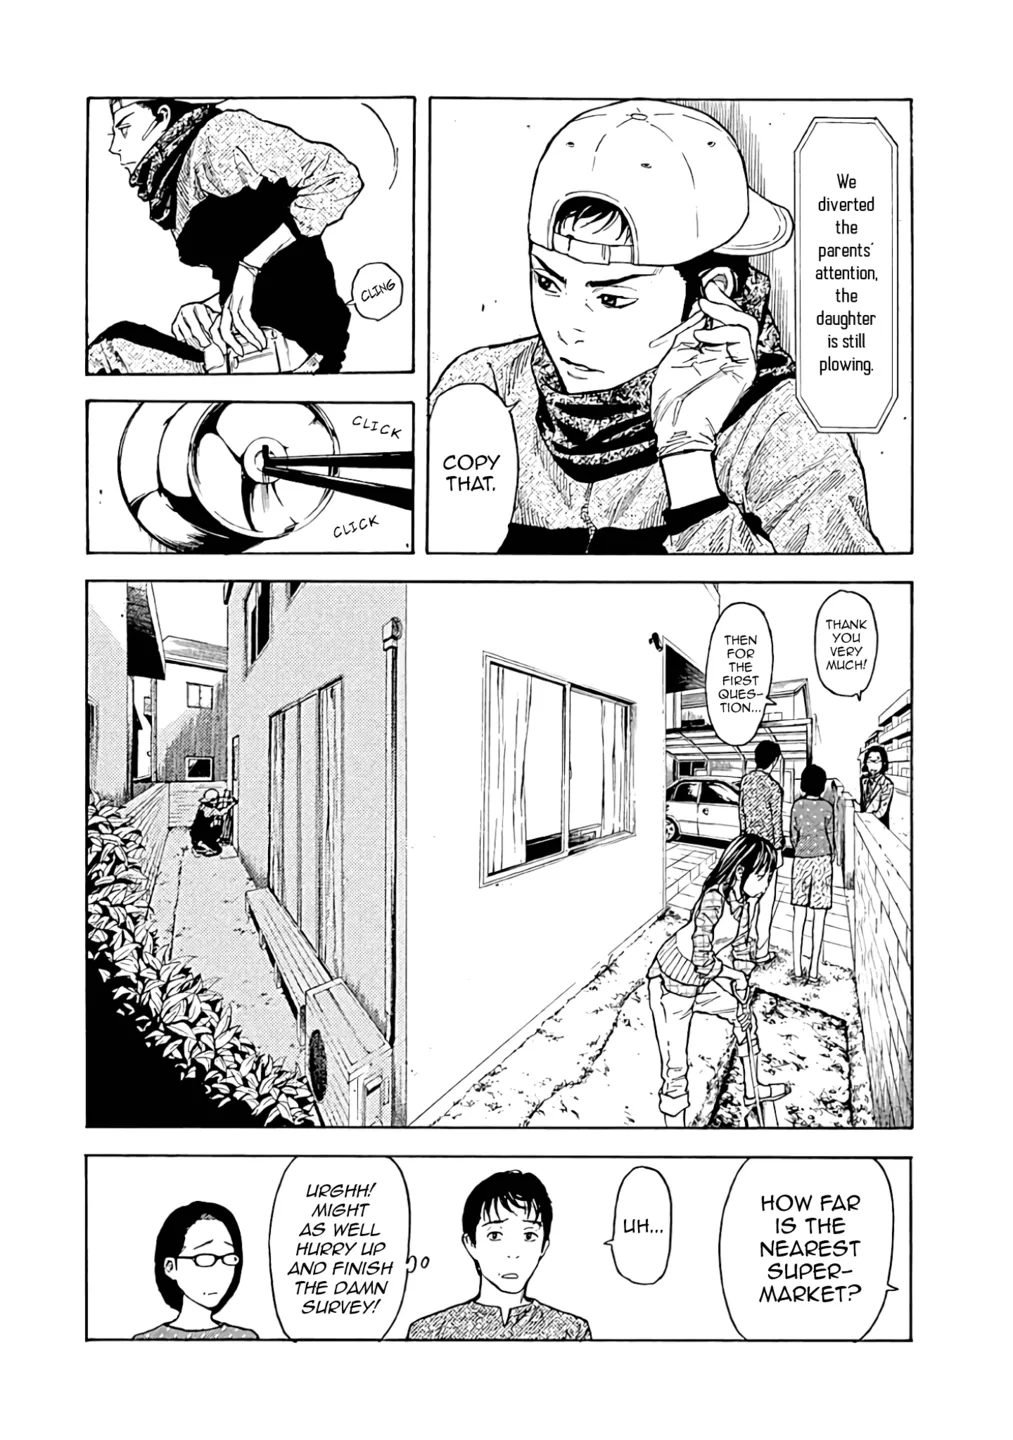 We
diverted
the
parents'
attention,
the
daughter
is still
plowing.
COPY
THAT.
CLING
CLICK
CLICK
THANK
YOU
VERY
MUCH!
THEN
FOR
THE
FIRST
QUES-
TION...
HOW FAR
IS THE
NEAREST
SUPER-
MARKET?
UH...
URGHH!
MIGHT
AS WELL
HURRY UP
AND FINISH
THE DAMN
SURVEY!